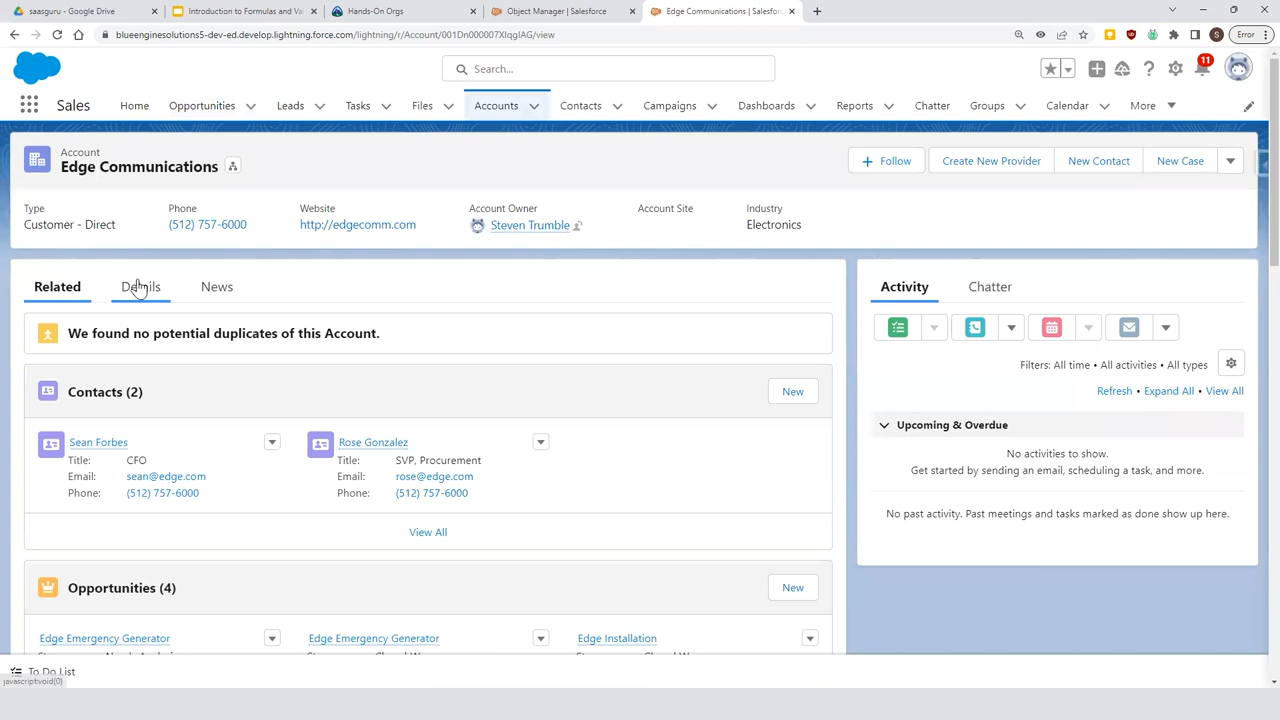 saasguru - Google Drive
Introduction to Formulas and Va
Hands-On Orgs
Object Manager | Salesforce
Edge Communications | Salesforc
blueenginesolutions5-dev-ed.develop.lightning.force.com/lightning/r/Account/001Dn000007XIqgIAG/view
S
Error
Search...
11
Sales
Home
Opportunities
Leads
Tasks
Files
Accounts
Contacts
Campaigns
Dashboards
Reports
Chatter
Groups
Calendar
More
Account
Edge Communications
Follow
Create New Provider
New Contact
New Case
Type
Phone
Website
Account Owner
Account Site
Industry
Customer - Direct
(512) 757-6000
http://edgecomm.com
Steven Trumble
Electronics
Related
Details
News
Activity
Chatter
We found no potential duplicates of this Account.
Filters: All time • All activities • All types
Refresh • Expand All • View All
Contacts (2)
New
Upcoming & Overdue
Sean Forbes
Title: CFO
Email: sean@edge.com
Phone: (512) 757-6000
Rose Gonzalez
Title: SVP, Procurement
Email: rose@edge.com
Phone: (512) 757-6000
No activities to show.
Get started by sending an email, scheduling a task, and more.
No past activity. Past meetings and tasks marked as done show up here.
View All
Opportunities (4)
New
Edge Emergency Generator
Edge Emergency Generator
Edge Installation
To Do List
javascript:void(0)